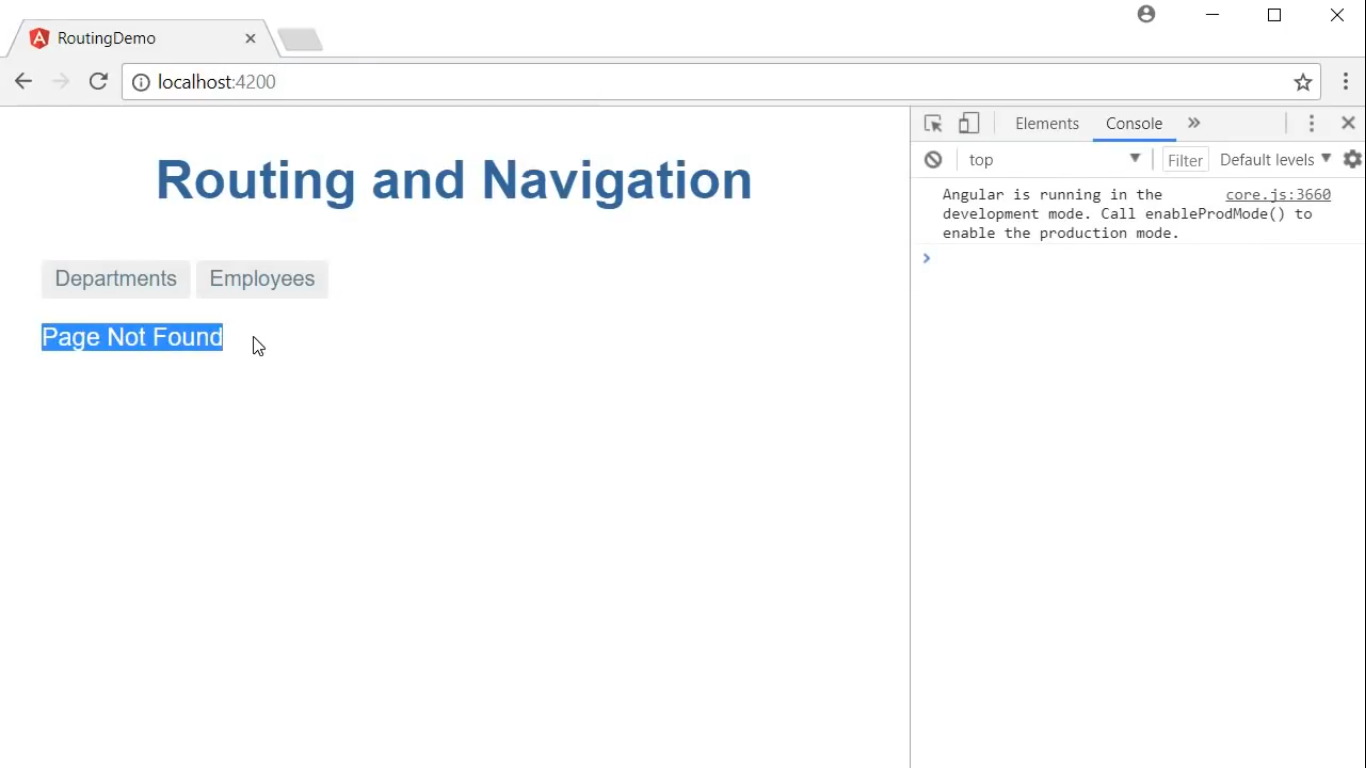 RoutingDemo
localhost:4200
Routing and Navigation
Departments Employees
Page Not Found
Elements Console
top Filter Default levels
Angular is running in the core.js:3660
development mode. Call enableProdMode() to
enable the production mode.